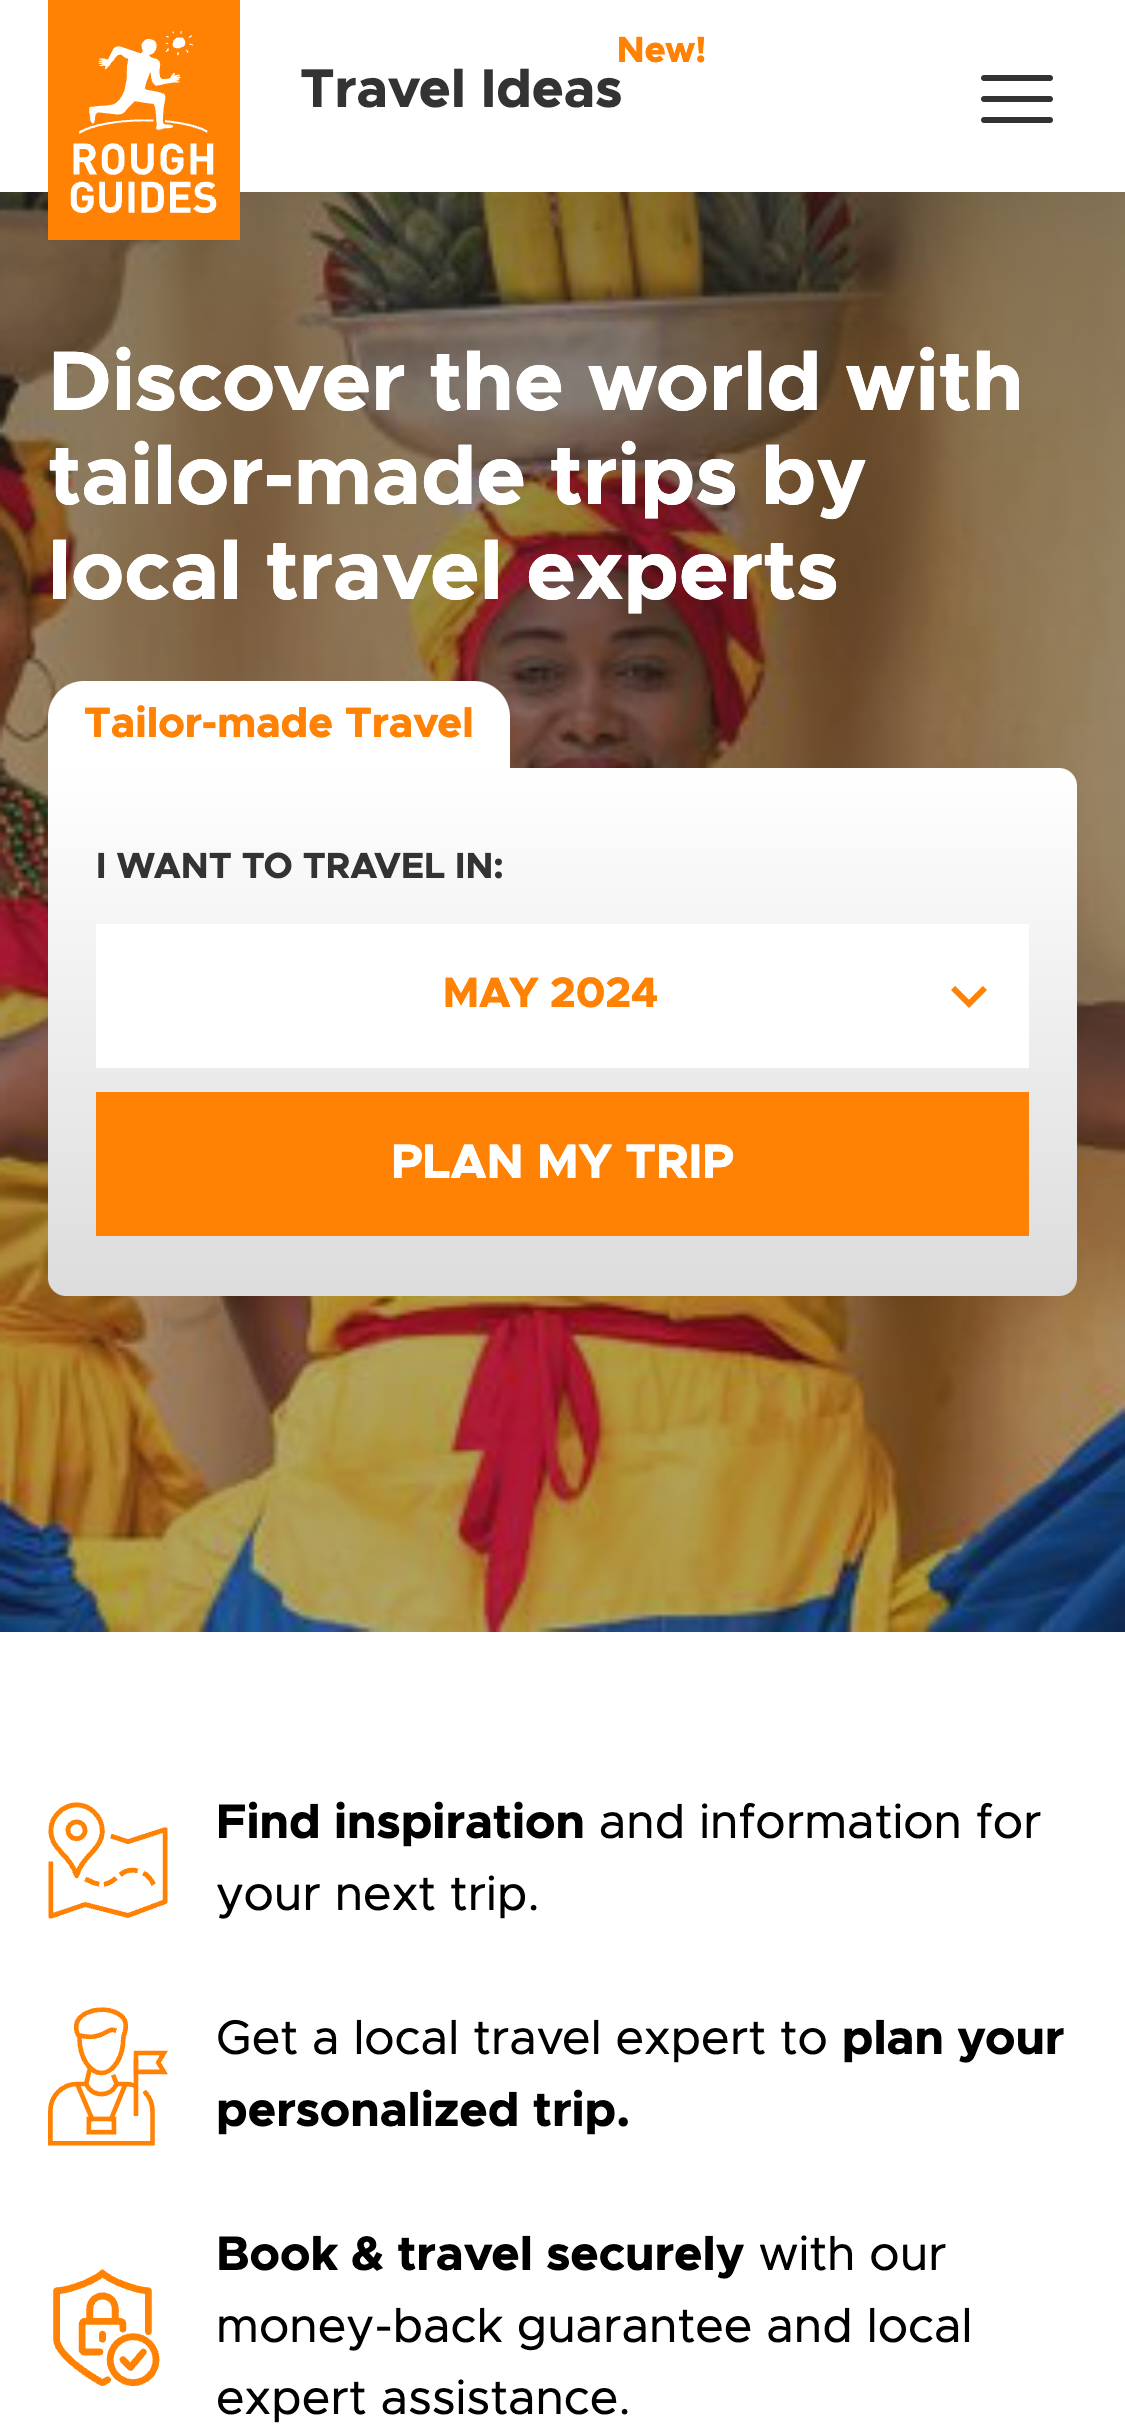 ROUGH
GUIDES
Travel Ideas
New!
Discover the world with
tailor-made trips by
local travel experts
Tailor-made Travel
I WANT TO TRAVEL IN:
MAY 2024
PLAN MY TRIP
Find inspiration and information for
your next trip.
Get a local travel expert to plan your
personalized trip.
Book & travel securely with our
money-back guarantee and local
expert assistance.